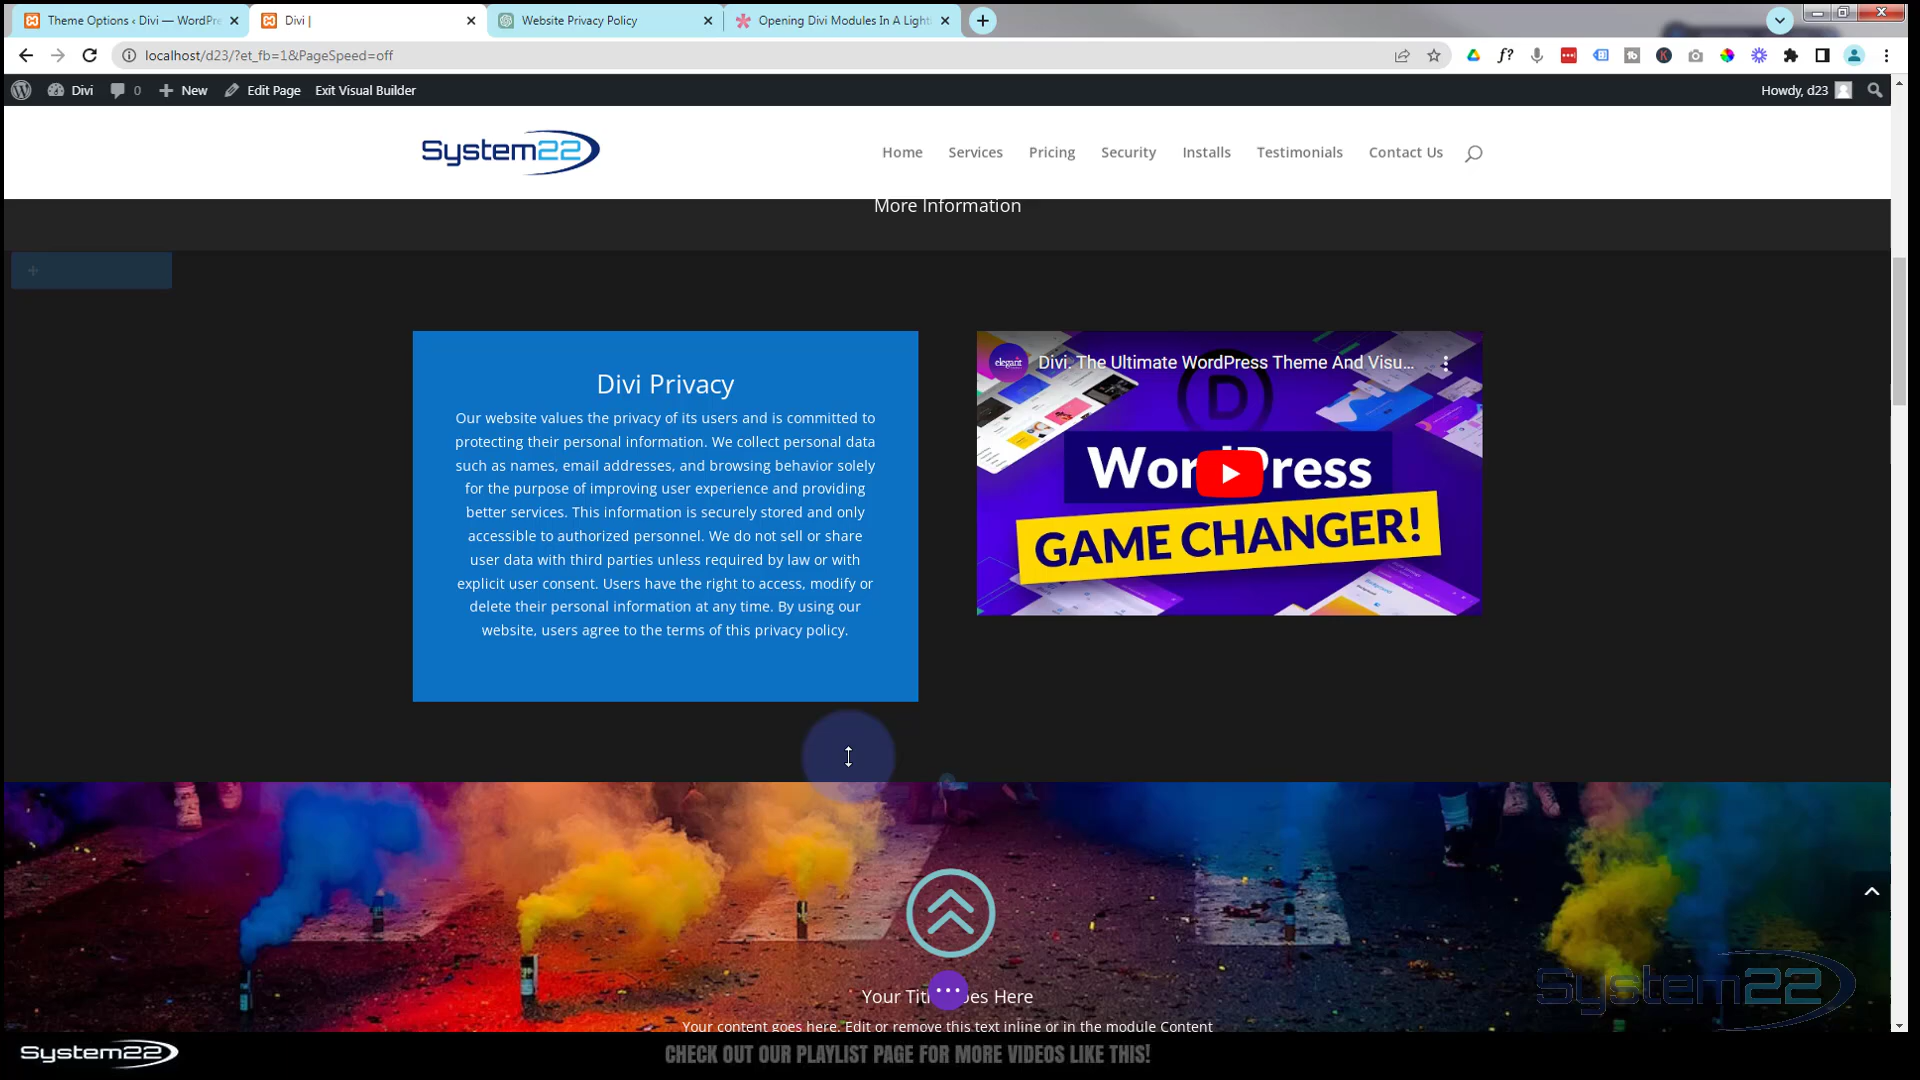 Theme Options ‹ Divi — WordPre
Divi |
Website Privacy Policy
Opening Divi Modules In A Light
localhost/d23/?et_fb=1&PageSpeed=off
Divi
0
New
Edit Page
Exit Visual Builder
Howdy, d23
System22
Home
Services
Pricing
Security
Installs
Testimonials
Contact Us
More Information
Divi Privacy
Our website values the privacy of its users and is committed to
protecting their personal information. We collect personal data
such as names, email addresses, and browsing behavior solely
for the purpose of improving user experience and providing
better services. This information is securely stored and only
accessible to authorized personnel. We do not sell or share
user data with third parties unless required by law or with
explicit user consent. Users have the right to access, modify or
delete their personal information at any time. By using our
website, users agree to the terms of this privacy policy.
elegant
Divi. The Ultimate WordPress Theme And Visu...
D
WordPress
GAME CHANGER!
Your Title Goes Here
Your content goes here. Edit or remove this text inline or in the module Content
System22
System22
CHECK OUT OUR PLAYLIST PAGE FOR MORE VIDEOS LIKE THIS!